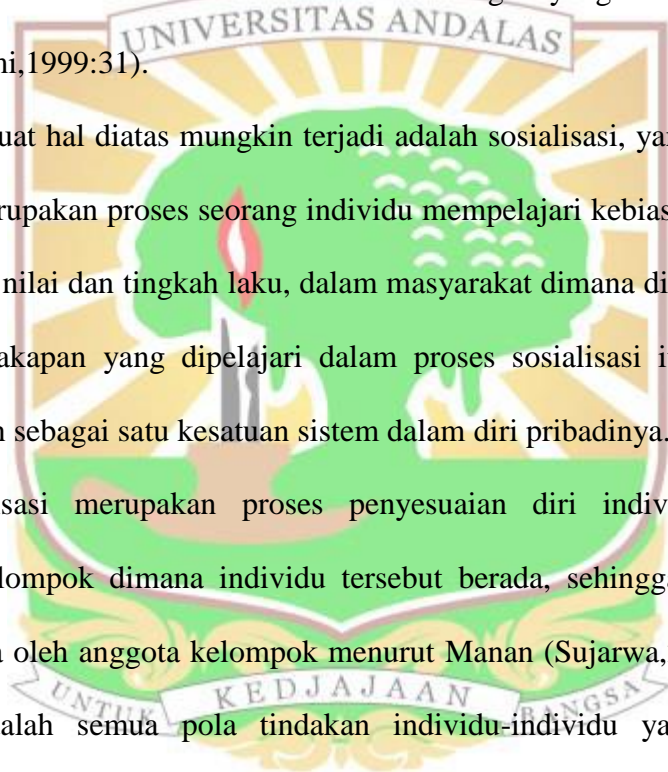 UNIVERSITAS ANDALAS
ni,1999:31).
uat hal diatas mungkin terjadi adalah sosialisasi, yan
rupakan proses seorang individu mempelajari kebias
nilai dan tingkah laku, dalam masyarakat dimana di
akapan yang dipelajari dalam proses sosialisasi i
n sebagai satu kesatuan sistem dalam diri pribadinya.
sasi merupakan proses penyesuaian diri indiv
lompok dimana individu tersebut berada, sehingga
a oleh anggota kelompok menurut Manan (Sujarwa,
UNTUK KEDJAJAAN BANGSA
alah semua pola tindakan individu-individu ya